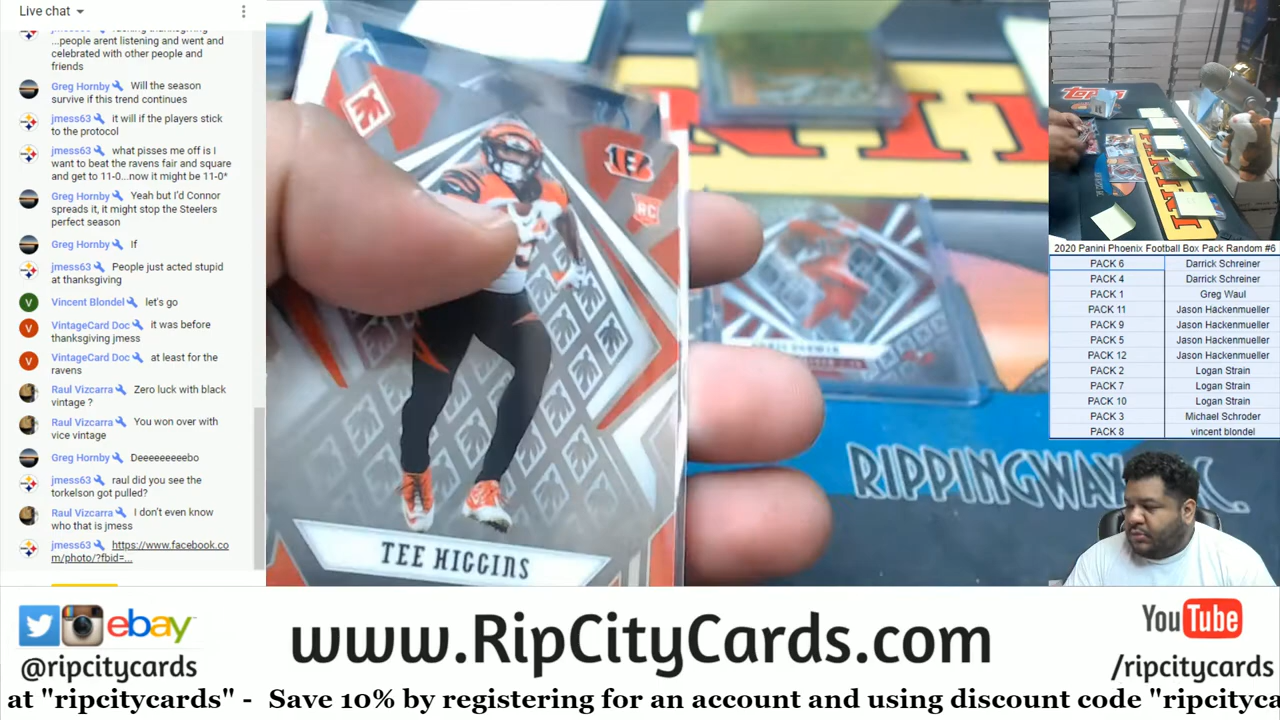 Live chat
jmess63
...people arent listening and went and
celebrated with other people and
friends
Greg Hornby Will the season
survive if this trend continues
jmess63 it will if the players stick
to the protocol
jmess63 what pisses me off is I
want to beat the ravens fair and square
and get to 11-0...now it might be 11-0*
Greg Hornby Yeah but I'd Connor
spreads it, it might stop the Steelers
perfect season
Greg Hornby If
jmess63 People just acted stupid
at thanksgiving
V Vincent Blondel let's go
V VintageCard Doc it was before
thanksgiving jmess
V VintageCard Doc at least for the
ravens
Raul Vizcarra Zero luck with black
vintage ?
Raul Vizcarra You won over with
vice vintage
Greg Hornby Deeeeeeeebo
jmess63 raul did you see the
torkelson got pulled?
Raul Vizcarra I don't even know
who that is jmess
jmess63 https://www.facebook.co
m/photo/?fbid=...
B
RC
TEE HIGGINS
RIPPINGWAX
Topps
2020 Panini Phoenix Football Box Pack Random #6
PACK 6 Darrick Schreiner
PACK 4 Darrick Schreiner
PACK 1 Greg Waul
PACK 11 Jason Hackenmueller
PACK 9 Jason Hackenmueller
PACK 5 Jason Hackenmueller
PACK 12 Jason Hackenmueller
PACK 2 Logan Strain
PACK 7 Logan Strain
PACK 10 Logan Strain
PACK 3 Michael Schroder
PACK 8 vincent blondel
ebay
@ripcitycards
www.RipCityCards.com
YouTube
/ripcitycards
at "ripcitycards" - Save 10% by registering for an account and using discount code "ripcityca